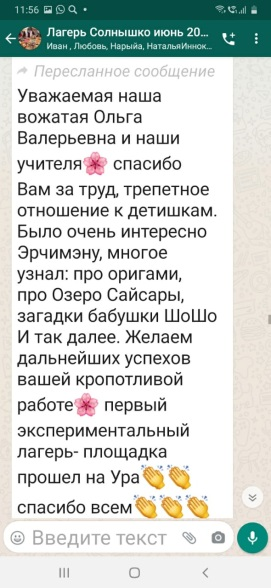 11:56
Лагерь Солнышко июнь 20...
Иван , Любовь, Нарыйа, НатальяИннок...
Пересланное сообщение
Уважаемая наша
вожатая Ольга
Валерьевна и наши
учителя🌸 спасибо
Вам за труд, трепетное
отношение к детишкам.
Было очень интересно
Эрчимэну, многое
узнал: про оригами,
про Озеро Сайсары,
загадки бабушки ШоШо
И так далее. Желаем
дальнейших успехов
вашей кропотливой
работе🌸 первый
экспериментальный
лагерь- площадка
прошел на Ура👏👏
спасибо всем👏👏👏
Введите текст